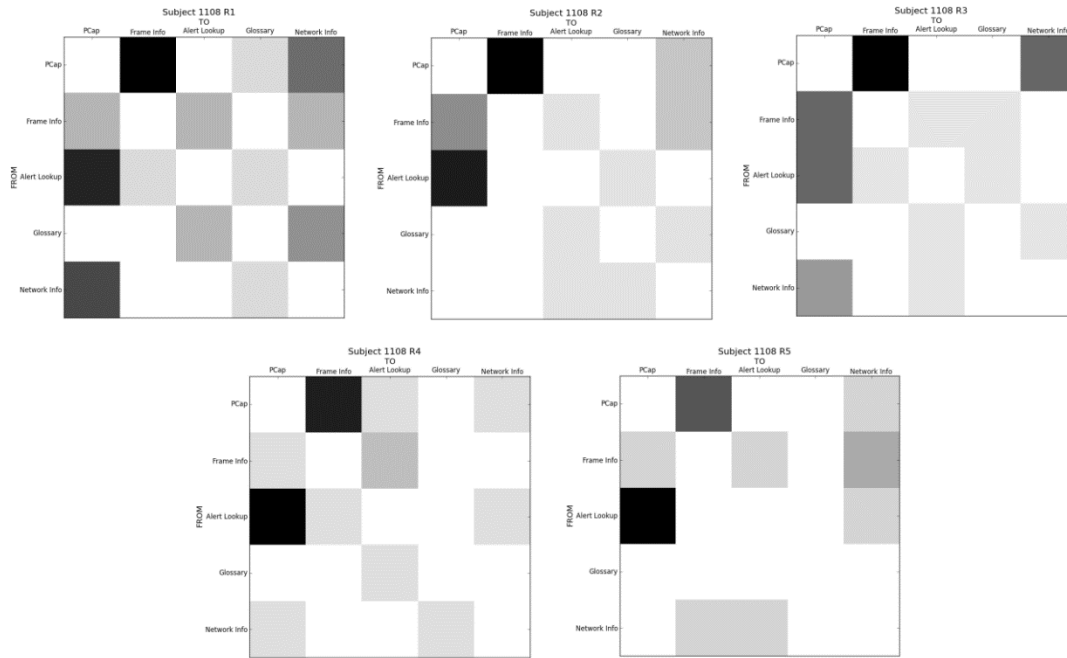 Subject 1108 R1
TO
PCap Frame Info Alert Lookup Glossary Network Info
FROM
PCap
Frame Info
Alert Lookup
Glossary
Network Info
Subject 1108 R2
TO
PCap Frame Info Alert Lookup Glossary Network Info
FROM
PCap
Frame Info
Alert Lookup
Glossary
Network Info
Subject 1108 R3
TO
PCap Frame Info Alert Lookup Glossary Network Info
FROM
PCap
Frame Info
Alert Lookup
Glossary
Network Info
Subject 1108 R4
TO
PCap Frame Info Alert Lookup Glossary Network Info
FROM
PCap
Frame Info
Alert Lookup
Glossary
Network Info
Subject 1108 R5
TO
PCap Frame Info Alert Lookup Glossary Network Info
FROM
PCap
Frame Info
Alert Lookup
Glossary
Network Info